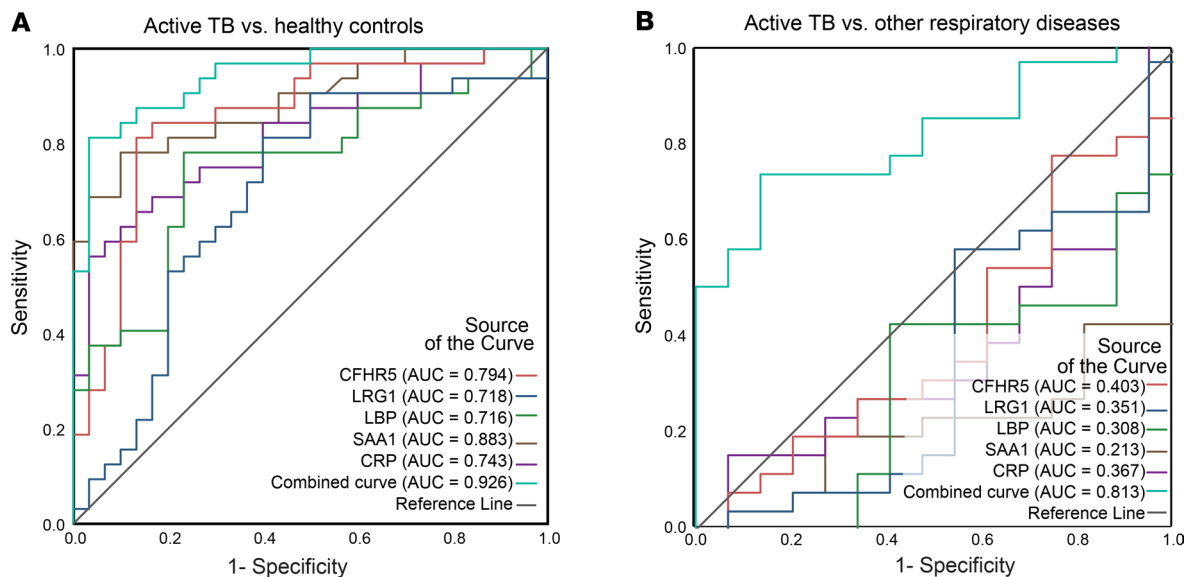 A
Active TB vs. healthy controls
1.0
0.8
0.6
0.4
0.2
0.0
Sensitivity
Source
of the Curve
CFHR5 (AUC = 0.794)
LRG1 (AUC = 0.718)
LBP (AUC = 0.716)
SAA1 (AUC = 0.883)
CRP (AUC = 0.743)
Combined curve (AUC = 0.926)
Reference Line
0.0 0.2 0.4 0.6 0.8 1.0
1- Specificity
B
Active TB vs. other respiratory diseases
1.0
0.8
0.6
0.4
0.2
0.0
Sensitivity
Source
of the Curve
CFHR5 (AUC = 0.403)
LRG1 (AUC = 0.351)
LBP (AUC = 0.308)
SAA1 (AUC = 0.213)
CRP (AUC = 0.367)
Combined curve (AUC = 0.813)
Reference Line
0.0 0.2 0.4 0.6 0.8 1.0
1- Specificity